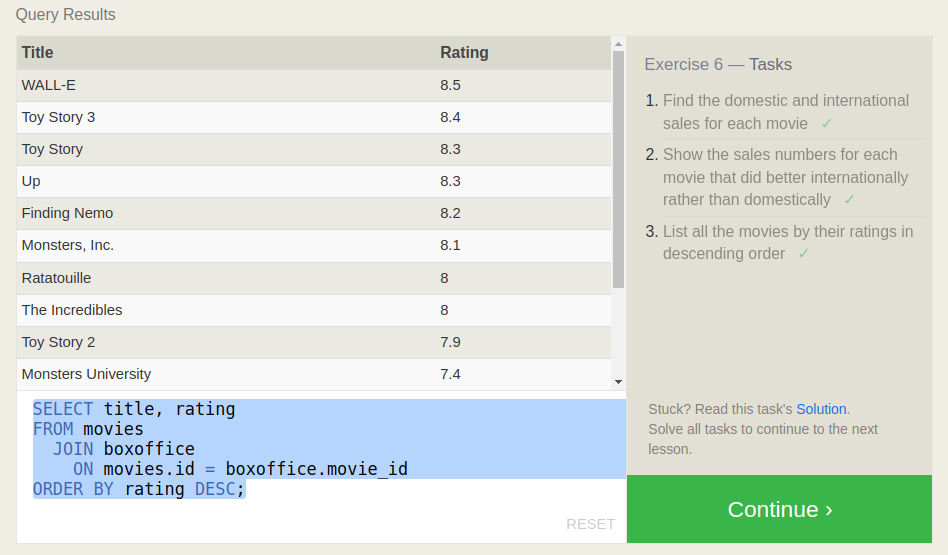 Query Results
Title Rating
WALL-E 8.5
Toy Story 3 8.4
Toy Story 8.3
Up 8.3
Finding Nemo 8.2
Monsters, Inc. 8.1
Ratatouille 8
The Incredibles 8
Toy Story 2 7.9
Monsters University 7.4
SELECT title, rating
FROM movies
  JOIN boxoffice
    ON movies.id = boxoffice.movie_id
ORDER BY rating DESC;
RESET
Exercise 6 — Tasks
1. Find the domestic and international
sales for each movie ✓
2. Show the sales numbers for each
movie that did better internationally
rather than domestically ✓
3. List all the movies by their ratings in
descending order ✓
Stuck? Read this task's Solution.
Solve all tasks to continue to the next
lesson.
Continue ›